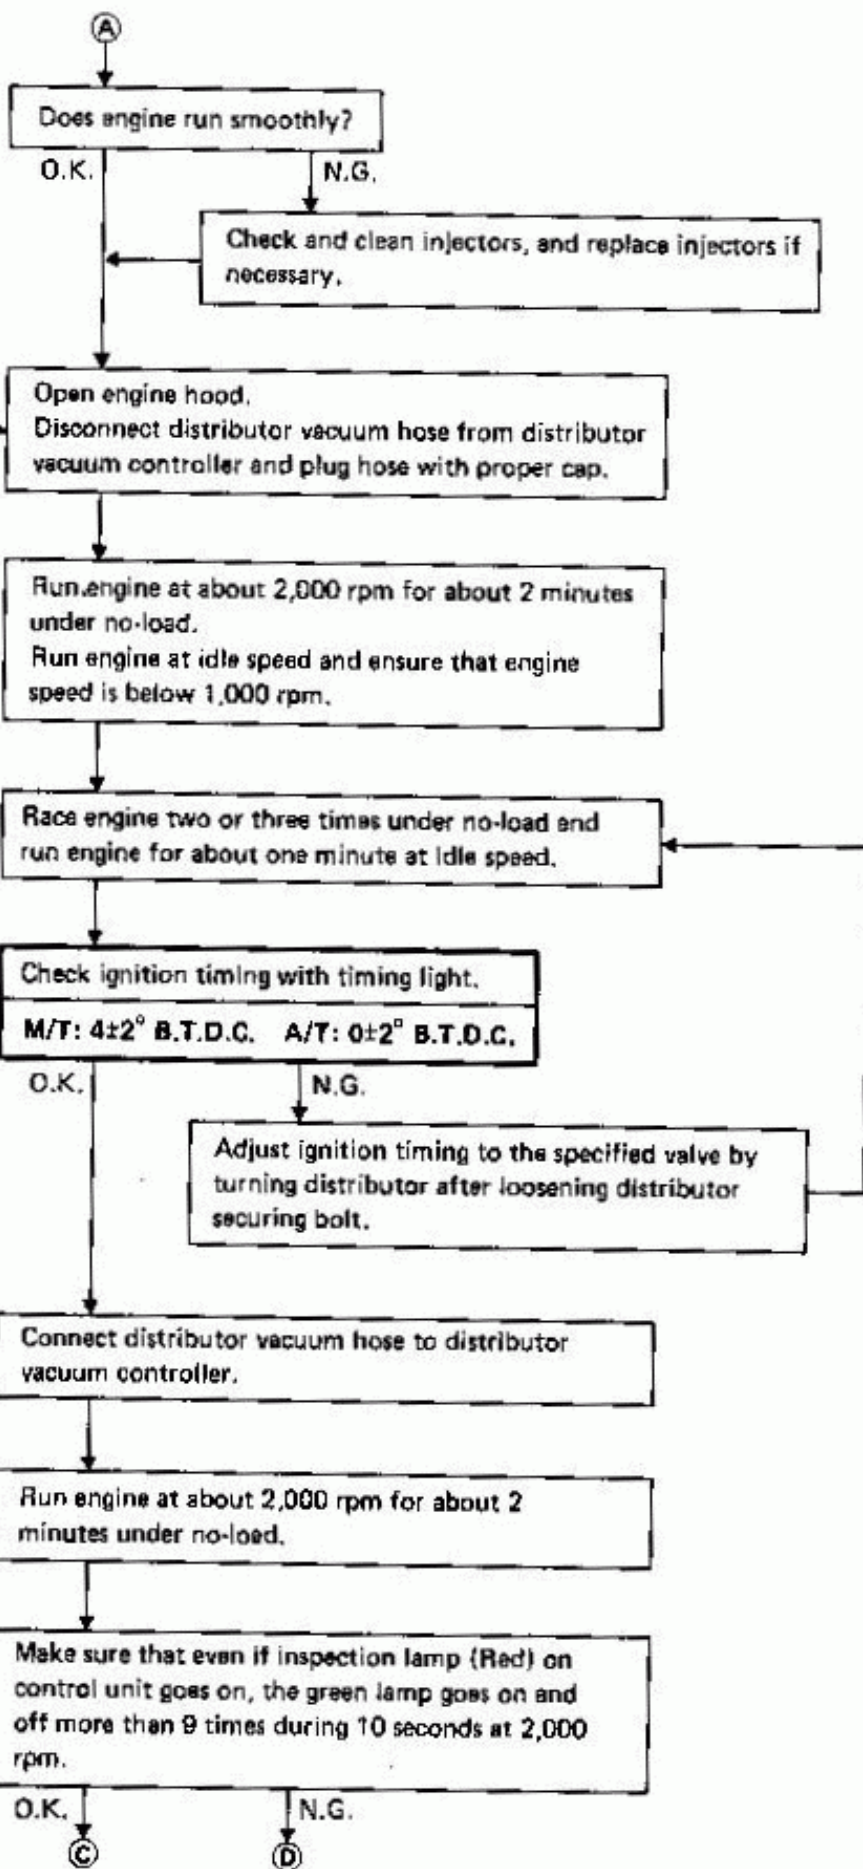 A
Does engine run smoothly?
O.K.
N.G.
Check and clean injectors, and replace injectors if
necessary.
Open engine hood.
Disconnect distributor vacuum hose from distributor
vacuum controller and plug hose with proper cap.
Run engine at about 2,000 rpm for about 2 minutes
under no-load.
Run engine at idle speed and ensure that engine
speed is below 1,000 rpm.
Race engine two or three times under no-load and
run engine for about one minute at idle speed.
Check ignition timing with timing light.
M/T: 4±2° B.T.D.C. A/T: 0±2° B.T.D.C.
O.K.
N.G.
Adjust ignition timing to the specified valve by
turning distributor after loosening distributor
securing bolt.
Connect distributor vacuum hose to distributor
vacuum controller.
Run engine at about 2,000 rpm for about 2
minutes under no-load.
Make sure that even if inspection lamp (Red) on
control unit goes on, the green lamp goes on and
off more than 9 times during 10 seconds at 2,000
rpm.
O.K.
N.G.
C
D